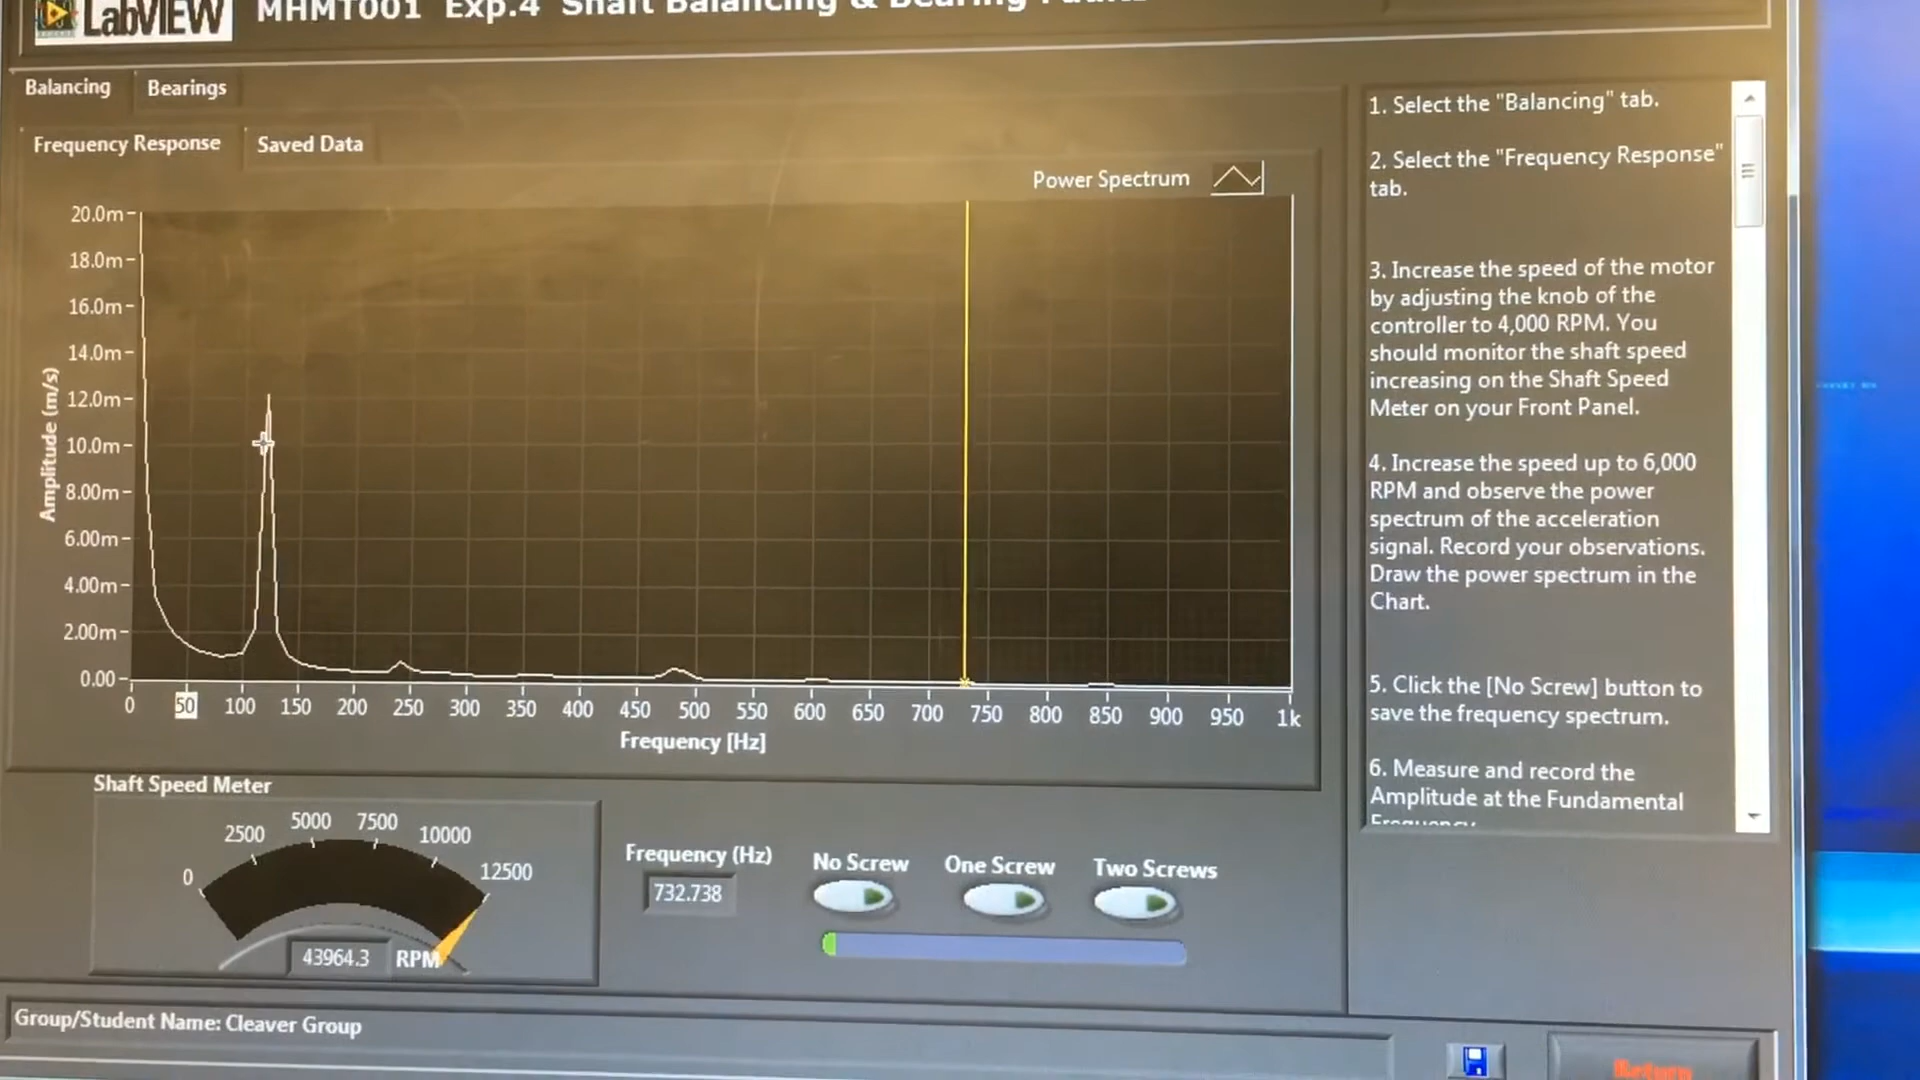 LabVIEW
MHMT001 Exp.4 Shaft Balancing & Bearing Faults
Balancing
Bearings
Frequency Response
Saved Data
Power Spectrum
20.0m
18.0m
16.0m
14.0m
12.0m
10.0m
8.00m
6.00m
4.00m
2.00m
0.00
Amplitude (m/s)
0 50 100 150 200 250 300 350 400 450 500 550 600 650 700 750 800 850 900 950 1k
Frequency [Hz]
Shaft Speed Meter
0 2500 5000 7500 10000 12500
43964.3 RPM
Frequency (Hz)
732.738
No Screw
One Screw
Two Screws
1. Select the "Balancing" tab.
2. Select the "Frequency Response"
tab.
3. Increase the speed of the motor
by adjusting the knob of the
controller to 4,000 RPM. You
should monitor the shaft speed
increasing on the Shaft Speed
Meter on your Front Panel.
4. Increase the speed up to 6,000
RPM and observe the power
spectrum of the acceleration
signal. Record your observations.
Draw the power spectrum in the
Chart.
5. Click the [No Screw] button to
save the frequency spectrum.
6. Measure and record the
Amplitude at the Fundamental
Frequency
Group/Student Name: Cleaver Group
Return